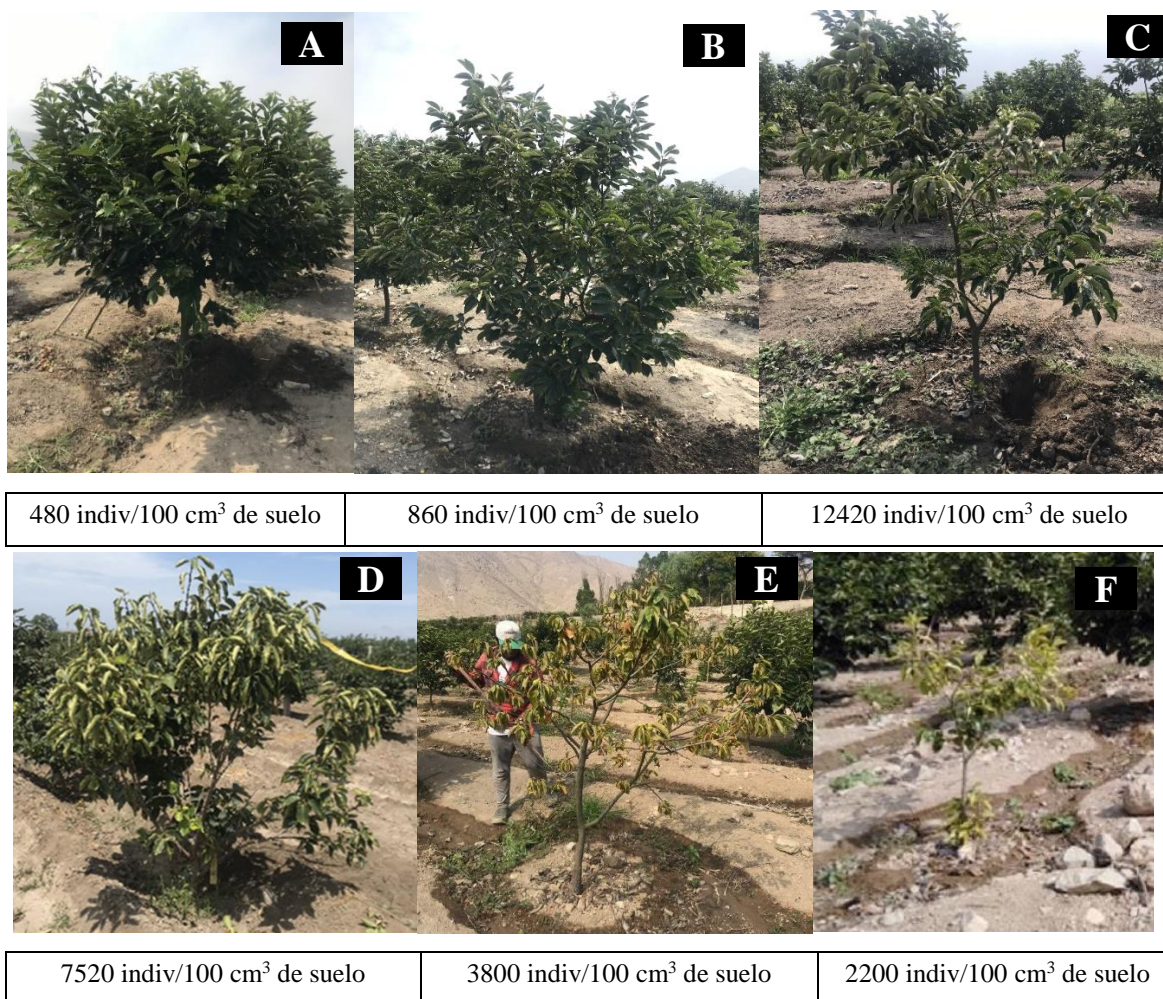 A
B
C
480 indiv/100 cm³ de suelo
860 indiv/100 cm³ de suelo
12420 indiv/100 cm³ de suelo
D
E
F
7520 indiv/100 cm³ de suelo
3800 indiv/100 cm³ de suelo
2200 indiv/100 cm³ de suelo